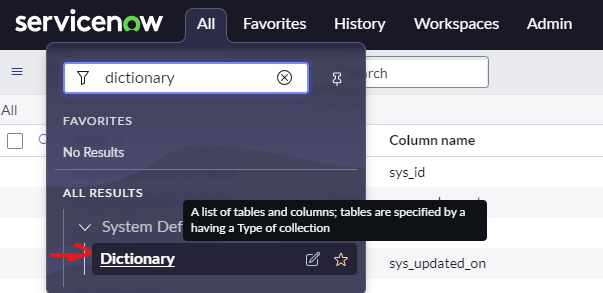 servicenow All Favorites History Workspaces Admin
dictionary
arch
All
FAVORITES
Column name
No Results
sys_id
ALL RESULTS
A list of tables and columns; tables are specified by a
having a Type of collection
System Def
Dictionary
sys_updated_on